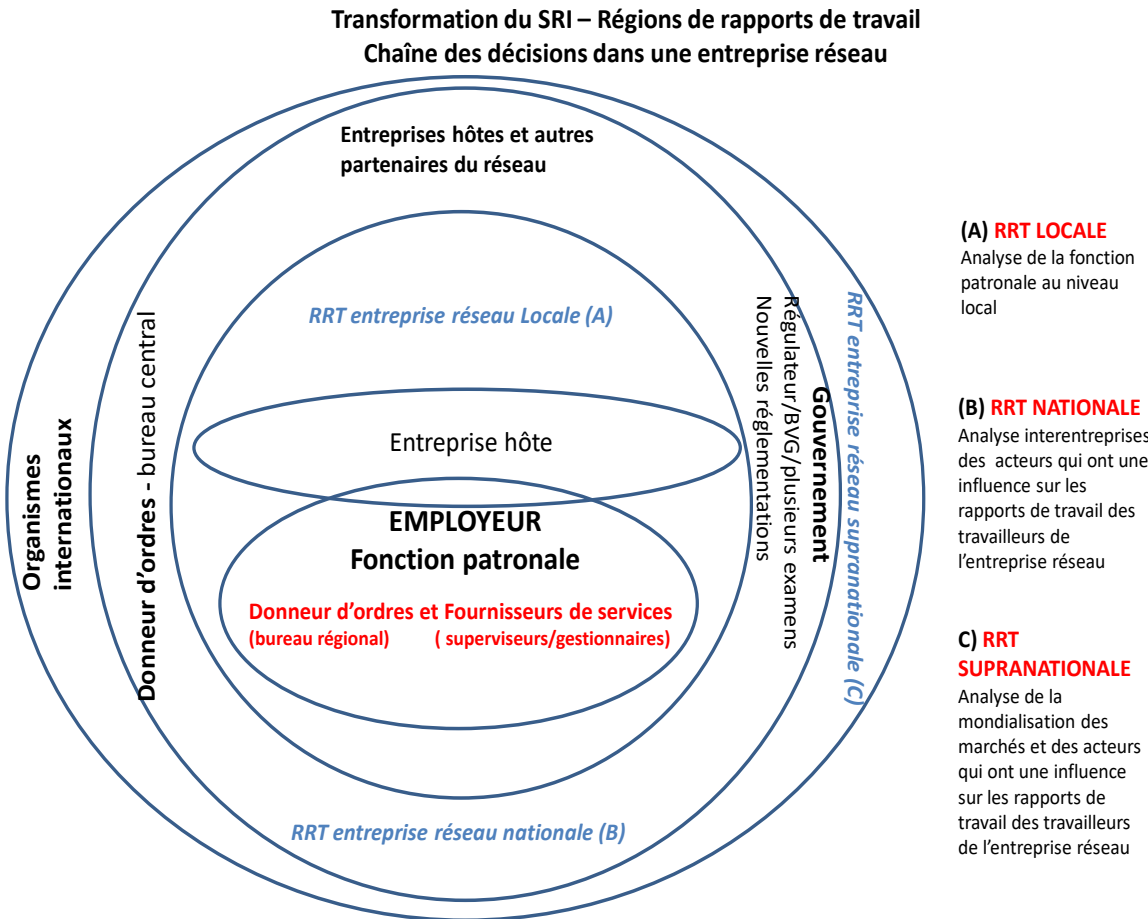 Transformation du SRI – Régions de rapports de travail
Chaîne des décisions dans une entreprise réseau
Entreprises hôtes et autres
partenaires du réseau
RRT entreprise réseau Locale (A)
Entreprise hôte
EMPLOYEUR
Fonction patronale
Donneur d’ordres et Fournisseurs de services
(bureau régional) ( superviseurs/gestionnaires)
RRT entreprise réseau nationale (B)
Organismes
internationaux
Donneur d’ordres - bureau central
Gouvernement
Régulateur/BVG/plusieurs examens
Nouvelles réglementations
RRT entreprise réseau supranationale (C)
(A) RRT LOCALE
Analyse de la fonction
patronale au niveau
local
(B) RRT NATIONALE
Analyse interentreprises
des acteurs qui ont une
influence sur les
rapports de travail des
travailleurs de
l’entreprise réseau
C) RRT
SUPRANATIONALE
Analyse de la
mondialisation des
marchés et des acteurs
qui ont une influence
sur les rapports de
travail des travailleurs
de l’entreprise réseau